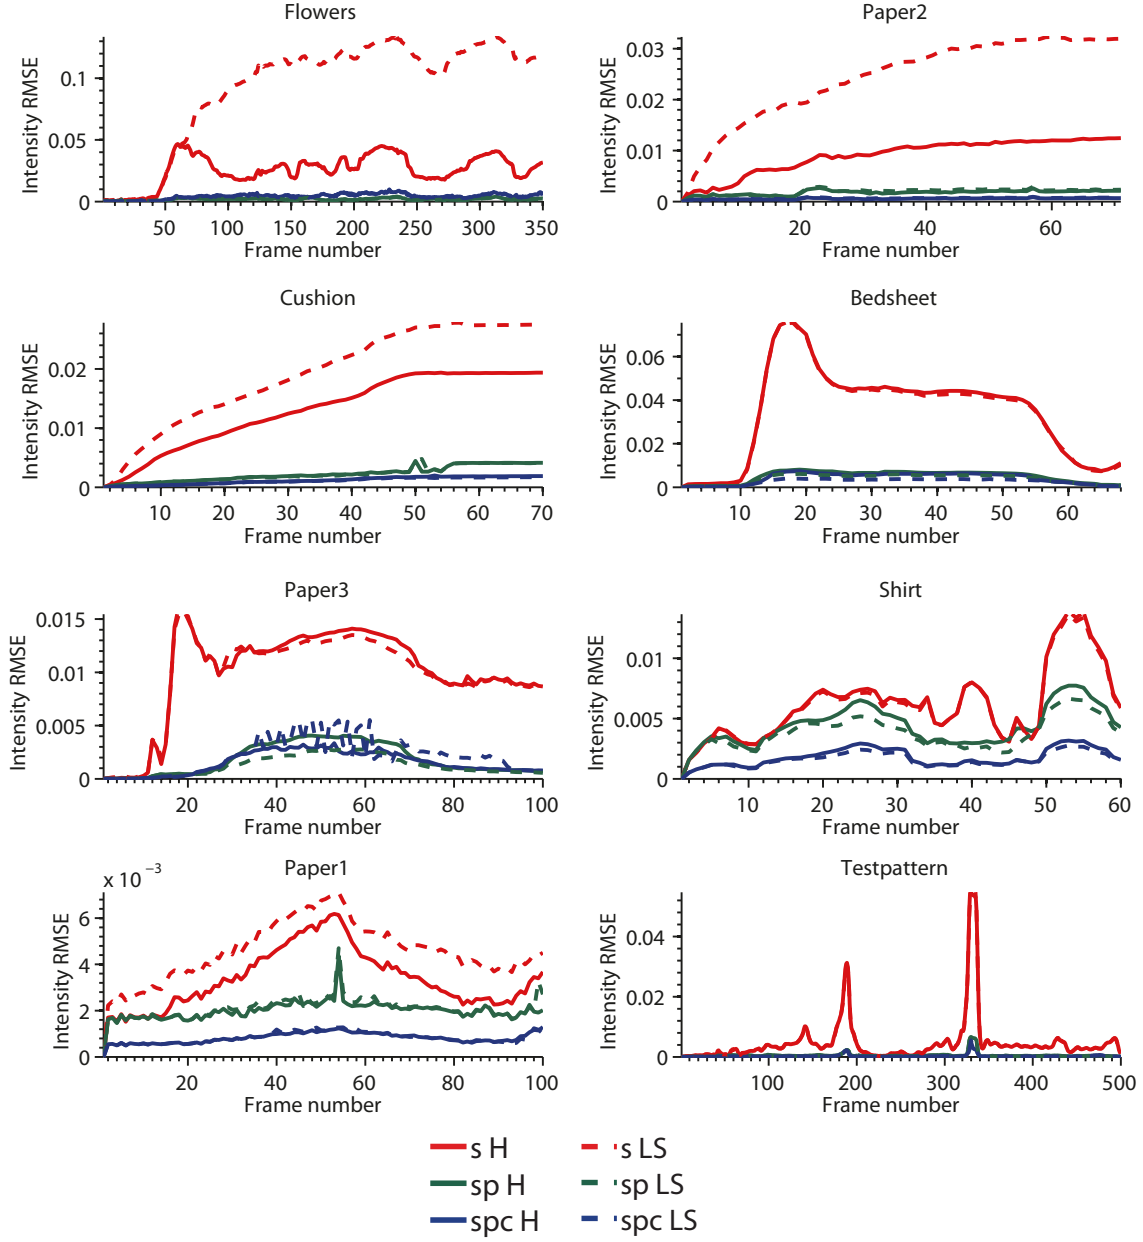 Flowers
Intensity RMSE
0.1
0.05
0
50 100 150 200 250 300 350
Frame number
Paper2
Intensity RMSE
0.03
0.02
0.01
0
20 40 60
Frame number
Cushion
Intensity RMSE
0.02
0.01
0
10 20 30 40 50 60 70
Frame number
Bedsheet
Intensity RMSE
0.06
0.04
0.02
0
10 20 30 40 50 60
Frame number
Paper3
Intensity RMSE
0.015
0.01
0.005
0
20 40 60 80 100
Frame number
Shirt
Intensity RMSE
0.01
0.005
0
10 20 30 40 50 60
Frame number
Paper1
x 10 −3
Intensity RMSE
6
4
2
0
20 40 60 80 100
Frame number
Testpattern
Intensity RMSE
0.04
0.02
0
100 200 300 400 500
Frame number
s H s LS
sp H sp LS
spc H spc LS